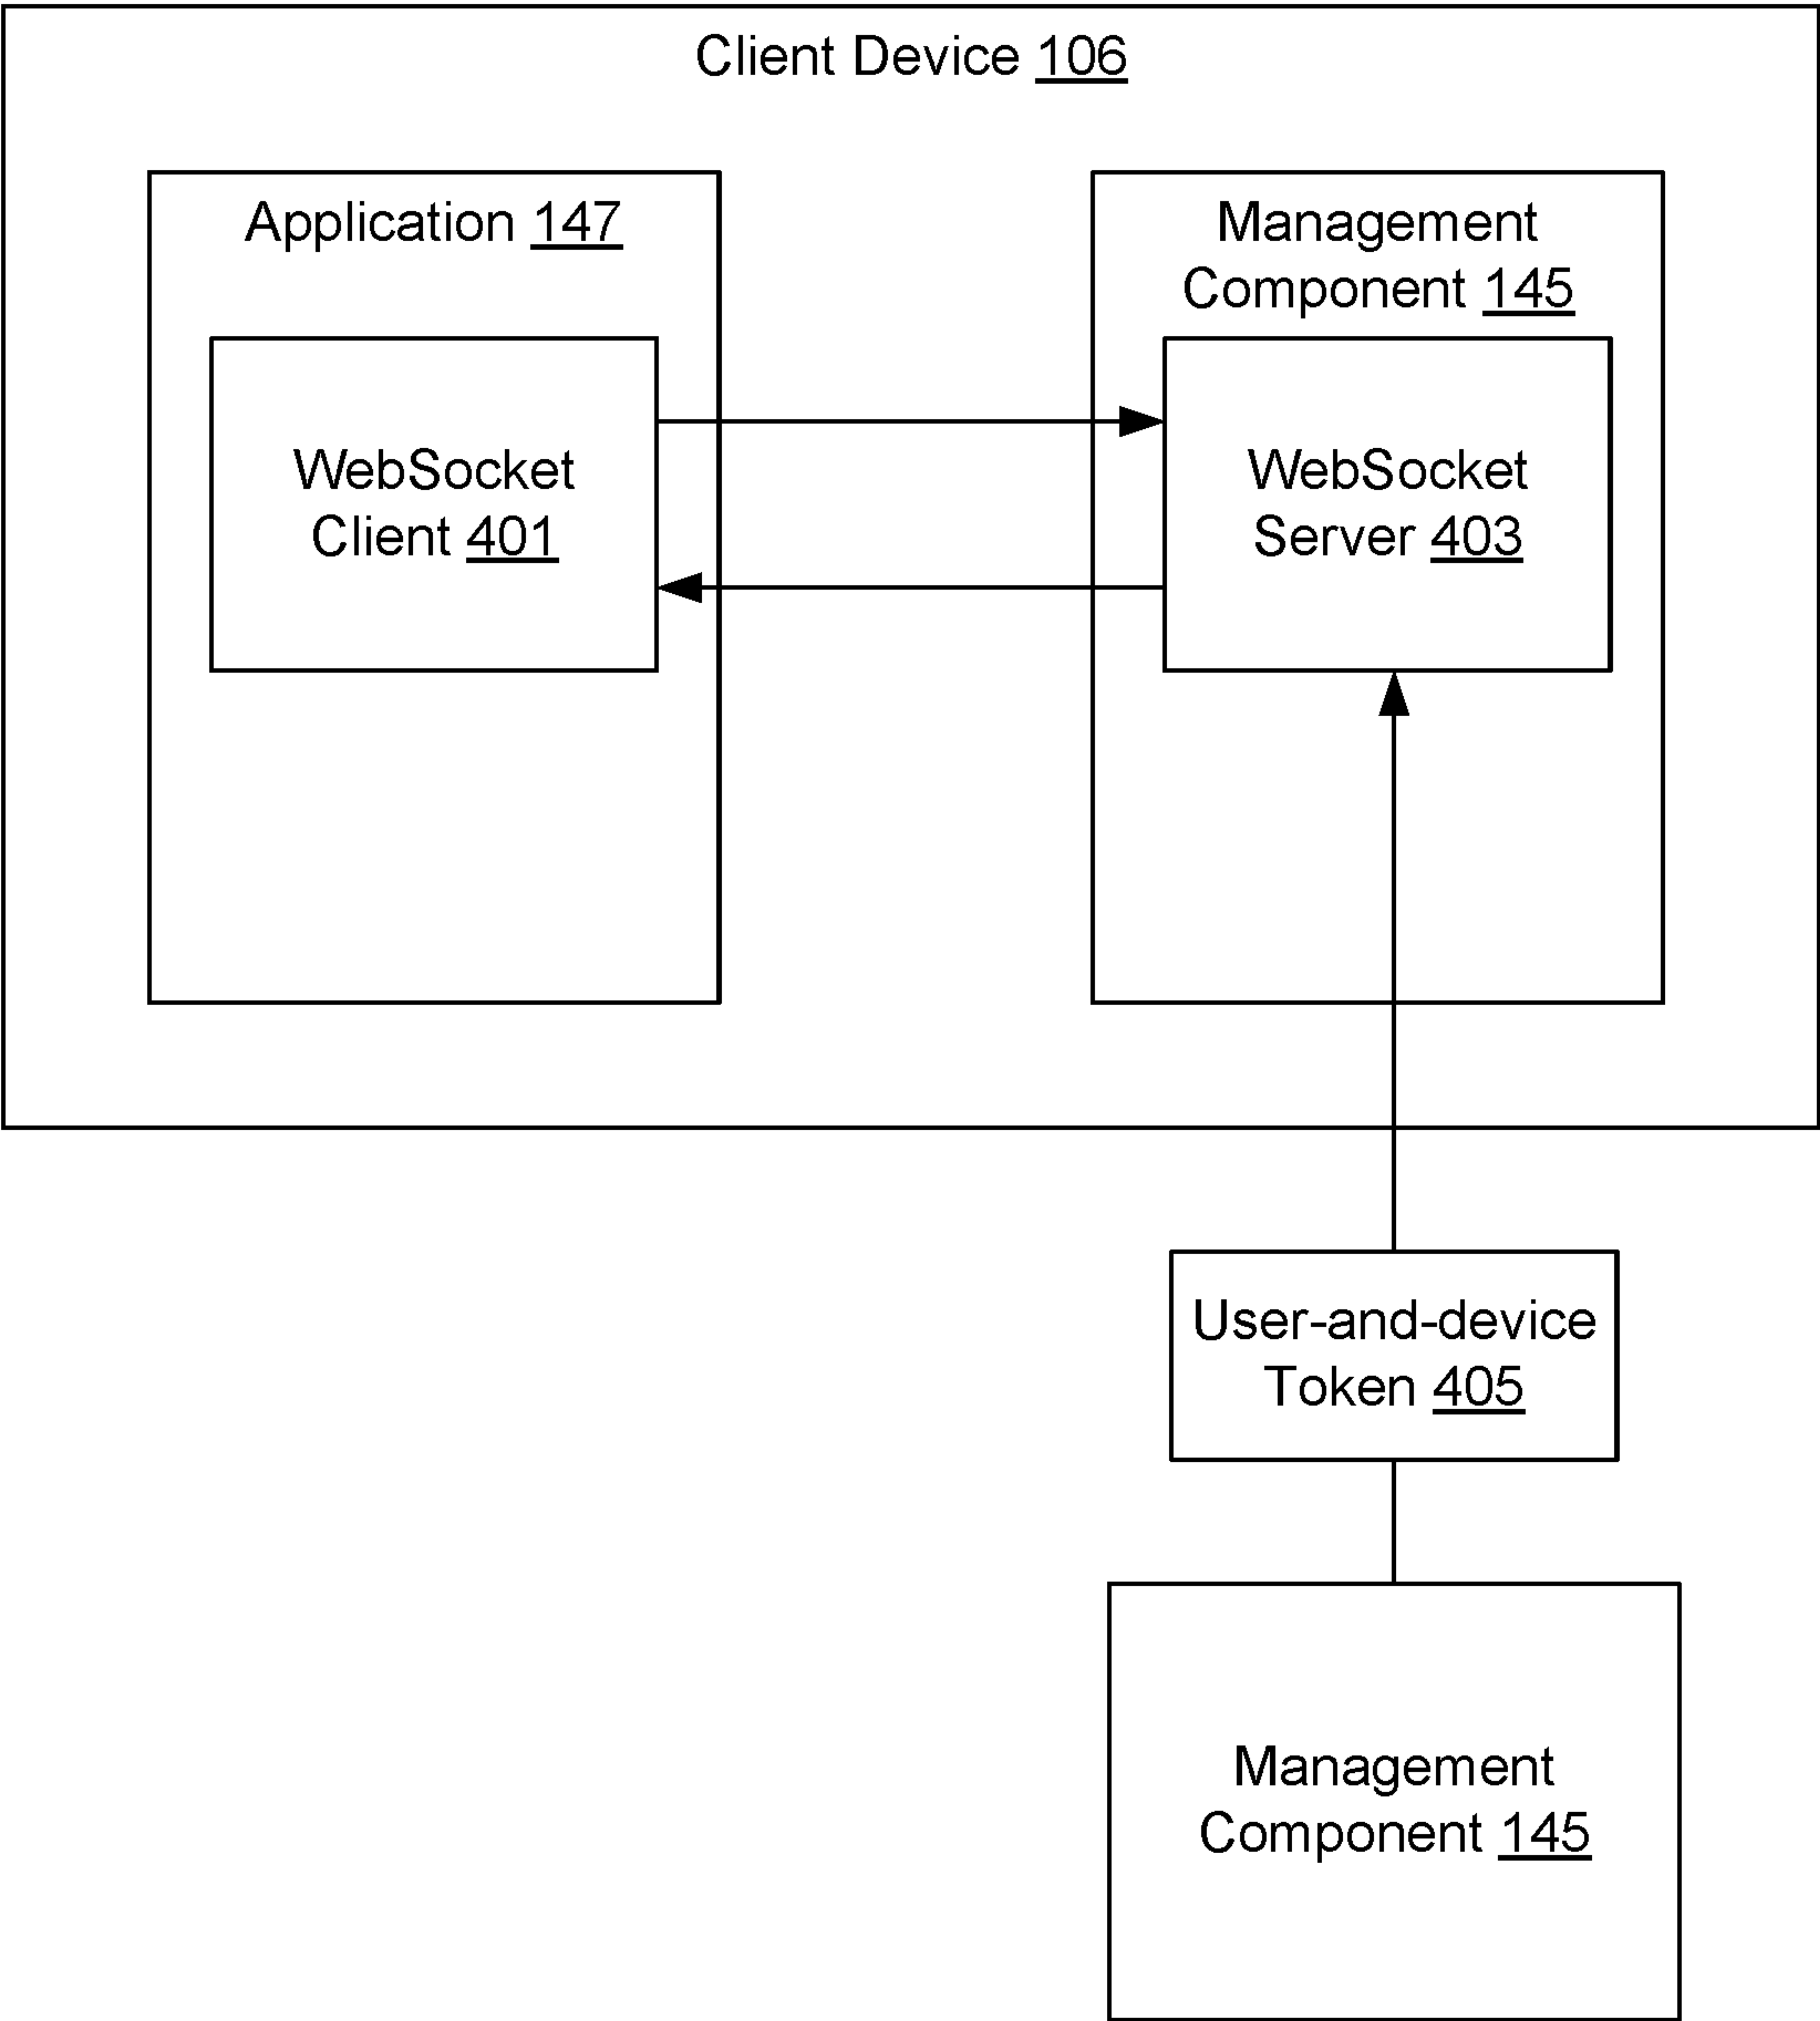 Client Device 106
Application 147
WebSocket
Client 401
Management
Component 145
WebSocket
Server 403
User-and-device
Token 405
Management
Component 145